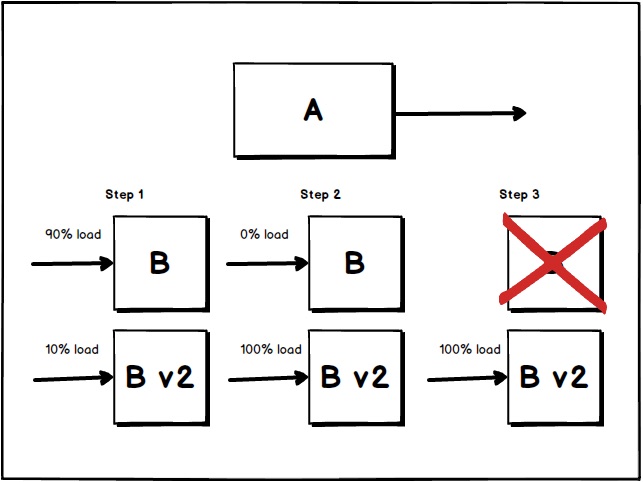 A
Step 1
Step 2
Step 3
90% load
0% load
B
B
10% load
100% load
100% load
B v2
B v2
B v2